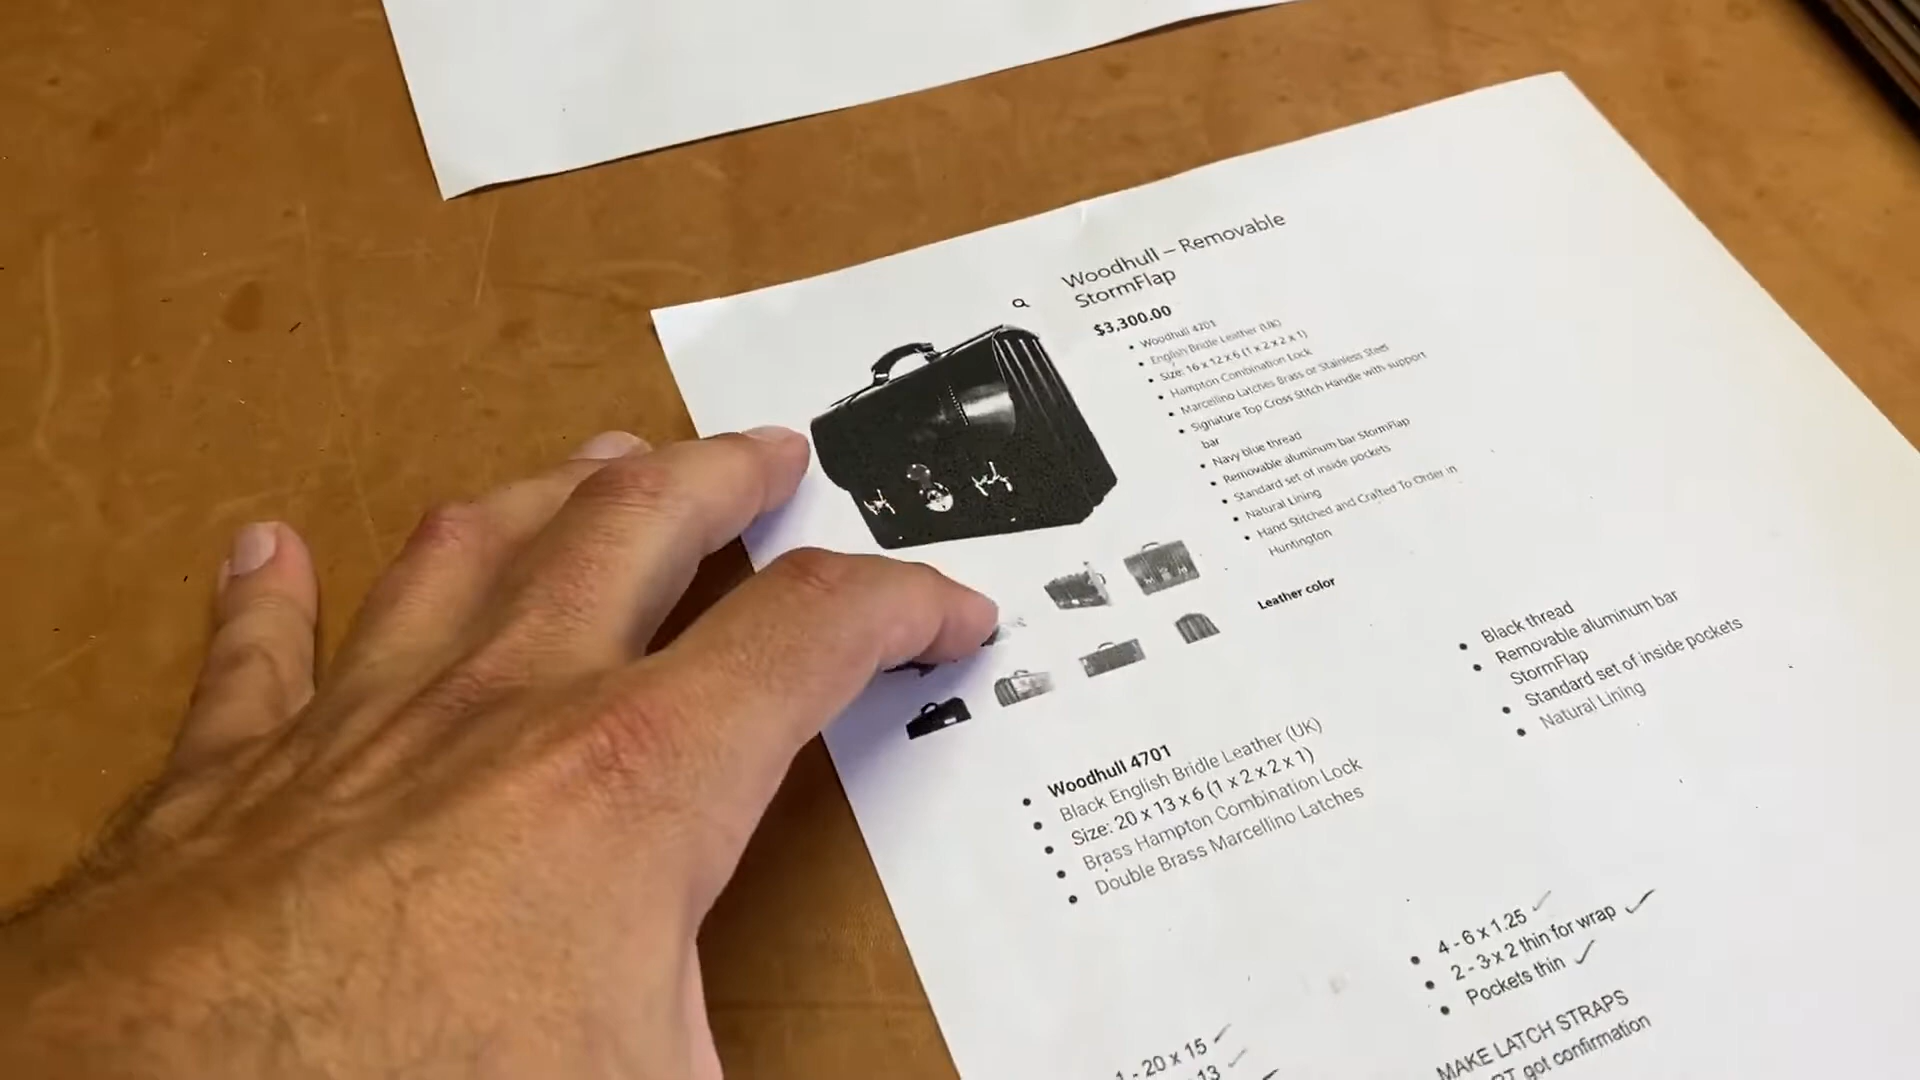 Woodhull – Removable
StormFlap
$3,300.00
• Woodhull 4201
• English Bridle Leather (UK)
• Size: 16 x 12 x 6 (1 x 2 x 2 x 1)
• Hampton Combination Lock
• Marcellino Latches Brass or Stainless Steel
• Signature Top Cross Stitch Handle with support
bar
• Navy blue thread
• Removable aluminum bar StormFlap
• Standard set of inside pockets
• Natural Lining
• Hand Stitched and Crafted To Order in
Huntington
Leather color
• Woodhull 4701
• Black English Bridle Leather (UK)
• Size: 20 x 13 x 6 (1 x 2 x 2 x 1)
• Brass Hampton Combination Lock
• Double Brass Marcellino Latches
• Black thread
• Removable aluminum bar
StormFlap
• Standard set of inside pockets
• Natural Lining
• 4 - 6 x 1.25 ✓
• 2 - 3 x 2 thin for wrap ✓
• Pockets thin ✓
MAKE LATCH STRAPS
got confirmation
1 - 20 x 15 ✓
13 ✓